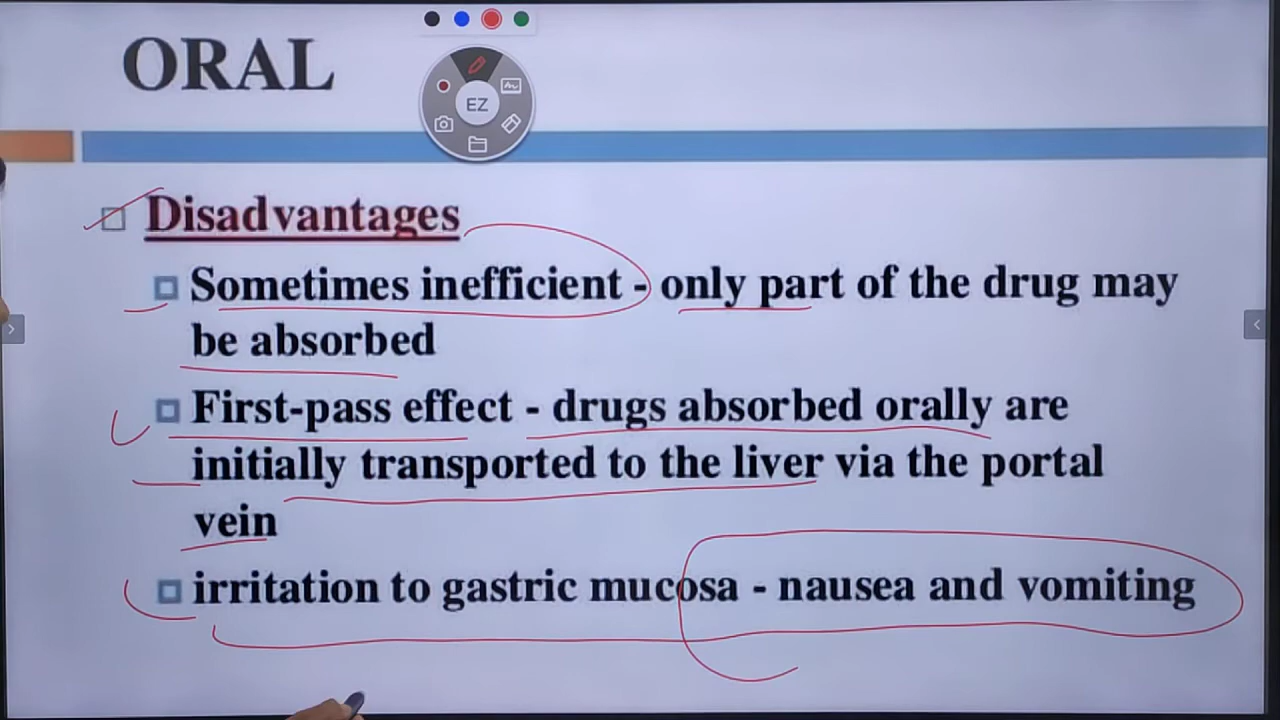 ORAL
EZ
Disadvantages
Sometimes inefficient - only part of the drug may
be absorbed
First-pass effect - drugs absorbed orally are
initially transported to the liver via the portal
vein
irritation to gastric mucosa - nausea and vomiting